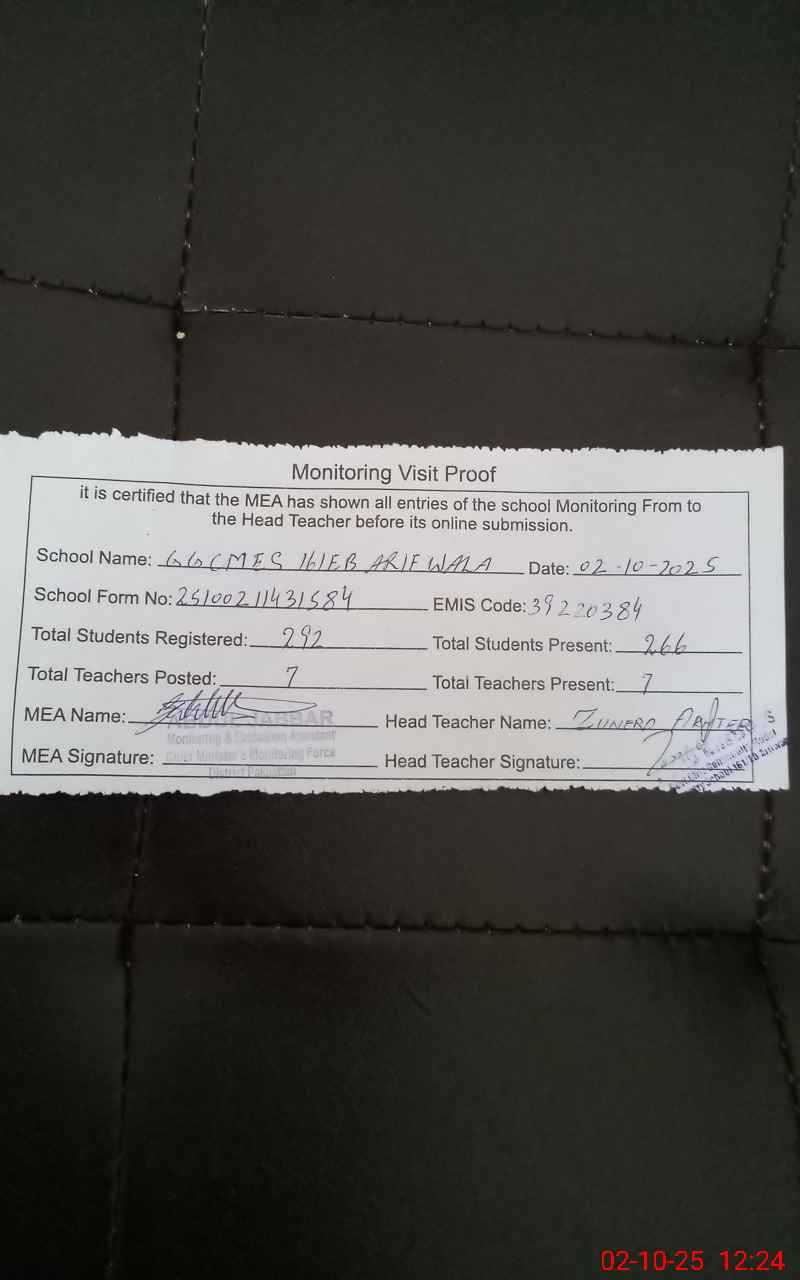 Monitoring Visit Proof
it is certified that the MEA has shown all entries of the school Monitoring From to
the Head Teacher before its online submission.
School Name: GGCMES 161EB ARIFWALA Date: 02-10-2025
School Form No: 25100211431584 EMIS Code: 39220384
Total Students Registered: 292 Total Students Present: 266
Total Teachers Posted: 7 Total Teachers Present: 7
MEA Name: JABBAR Head Teacher Name: ZUNERA
Monitoring & Evaluation Assistant
MEA Signature: Chief Minister's Monitoring Force Head Teacher Signature:
District Pakpattan
02-10-25 12:24